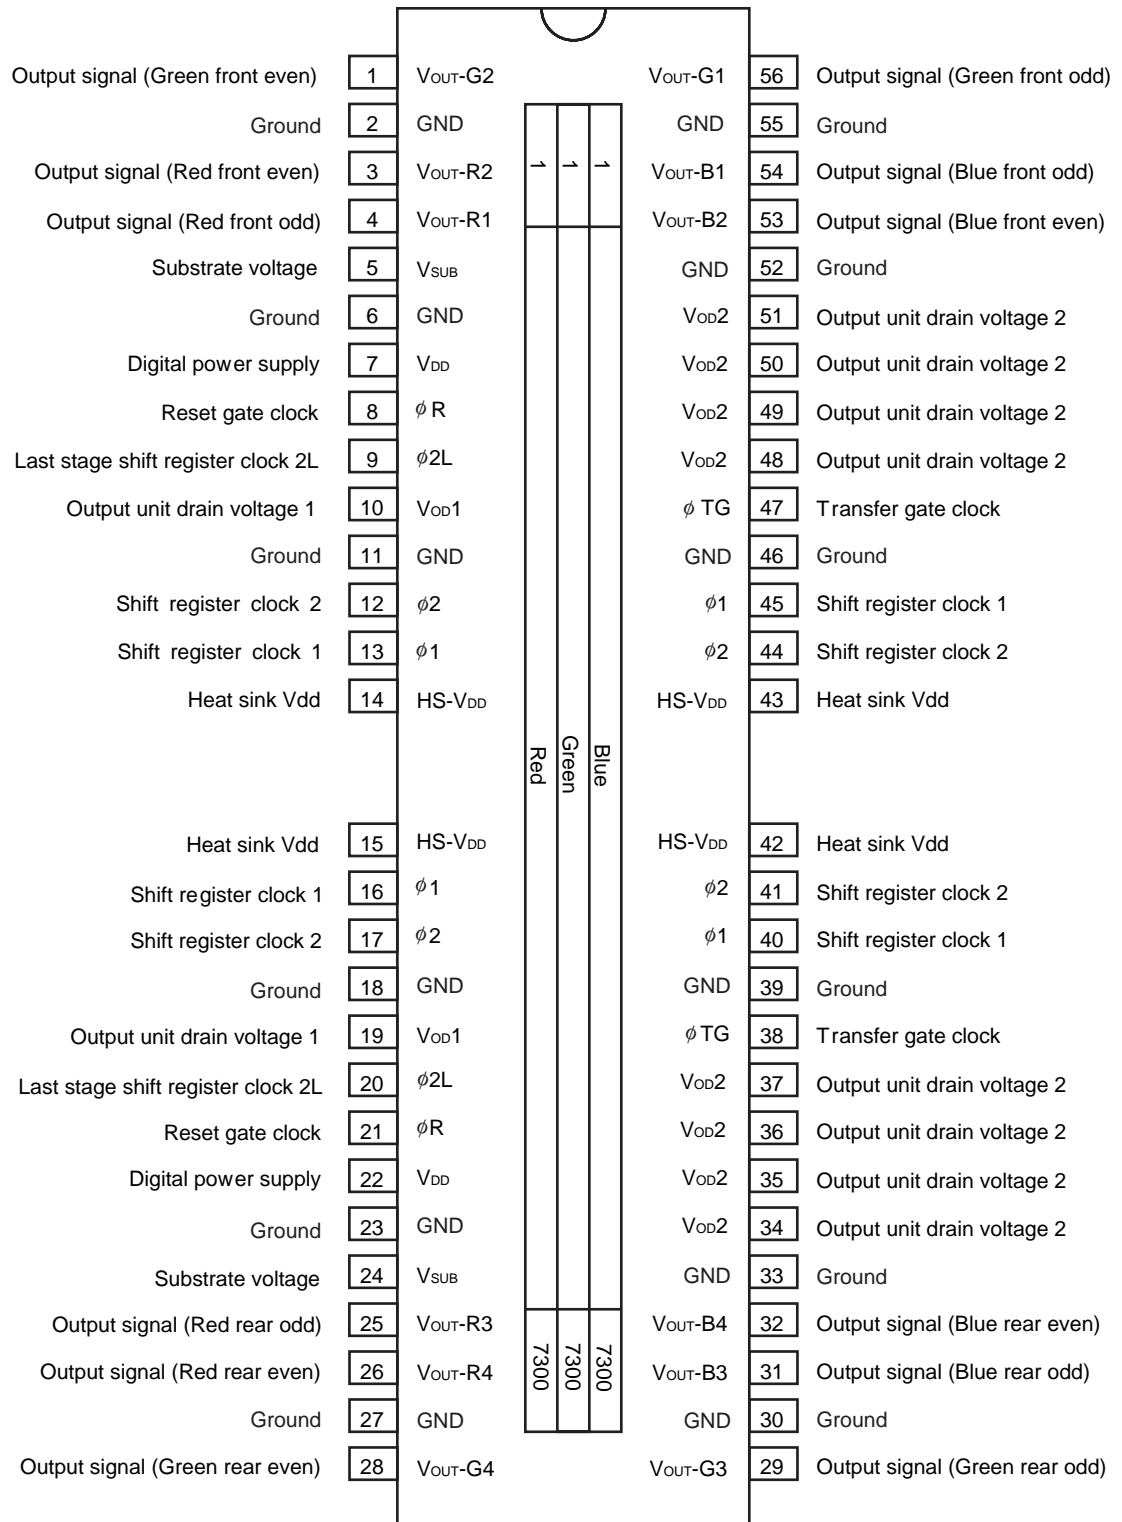 Output signal (Green front even) 1 VOUT-G2 VOUT-G1 56 Output signal (Green front odd)
Ground 2 GND GND 55 Ground
Output signal (Red front even) 3 VOUT-R2 1 1 1 VOUT-B1 54 Output signal (Blue front odd)
Output signal (Red front odd) 4 VOUT-R1 VOUT-B2 53 Output signal (Blue front even)
Substrate voltage 5 VSUB GND 52 Ground
Ground 6 GND VOD2 51 Output unit drain voltage 2
Digital power supply 7 VDD VOD2 50 Output unit drain voltage 2
Reset gate clock 8 ϕR VOD2 49 Output unit drain voltage 2
Last stage shift register clock 2L 9 ϕ2L VOD2 48 Output unit drain voltage 2
Output unit drain voltage 1 10 VOD1 ϕTG 47 Transfer gate clock
Ground 11 GND GND 46 Ground
Shift register clock 2 12 ϕ2 ϕ1 45 Shift register clock 1
Shift register clock 1 13 ϕ1 ϕ2 44 Shift register clock 2
Heat sink Vdd 14 HS-VDD HS-VDD 43 Heat sink Vdd
Red Green Blue
Heat sink Vdd 15 HS-VDD HS-VDD 42 Heat sink Vdd
Shift register clock 1 16 ϕ1 ϕ2 41 Shift register clock 2
Shift register clock 2 17 ϕ2 ϕ1 40 Shift register clock 1
Ground 18 GND GND 39 Ground
Output unit drain voltage 1 19 VOD1 ϕTG 38 Transfer gate clock
Last stage shift register clock 2L 20 ϕ2L VOD2 37 Output unit drain voltage 2
Reset gate clock 21 ϕR VOD2 36 Output unit drain voltage 2
Digital power supply 22 VDD VOD2 35 Output unit drain voltage 2
Ground 23 GND VOD2 34 Output unit drain voltage 2
Substrate voltage 24 VSUB GND 33 Ground
Output signal (Red rear odd) 25 VOUT-R3 VOUT-B4 32 Output signal (Blue rear even)
Output signal (Red rear even) 26 VOUT-R4 7300 7300 7300 VOUT-B3 31 Output signal (Blue rear odd)
Ground 27 GND GND 30 Ground
Output signal (Green rear even) 28 VOUT-G4 VOUT-G3 29 Output signal (Green rear odd)